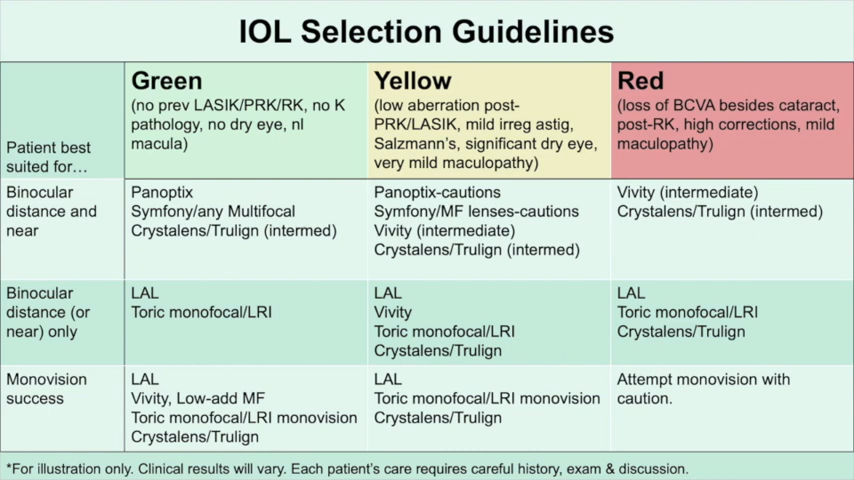 IOL Selection Guidelines
Patient best
suited for…
Green
(no prev LASIK/PRK/RK, no K
pathology, no dry eye, nl
macula)
Yellow
(low aberration post-
PRK/LASIK, mild irreg astig,
Salzmann's, significant dry eye,
very mild maculopathy)
Red
(loss of BCVA besides cataract,
post-RK, high corrections, mild
maculopathy)
Binocular
distance and
near
Panoptix
Symfony/any Multifocal
Crystalens/Trulign (intermed)
Panoptix-cautions
Symfony/MF lenses-cautions
Vivity (intermediate)
Crystalens/Trulign (intermed)
Vivity (intermediate)
Crystalens/Trulign (intermed)
Binocular
distance (or
near) only
LAL
Toric monofocal/LRI
LAL
Vivity
Toric monofocal/LRI
Crystalens/Trulign
LAL
Toric monofocal/LRI
Crystalens/Trulign
Monovision
success
LAL
Vivity, Low-add MF
Toric monofocal/LRI monovision
Crystalens/Trulign
LAL
Toric monofocal/LRI monovision
Crystalens/Trulign
Attempt monovision with
caution.
*For illustration only. Clinical results will vary. Each patient's care requires careful history, exam & discussion.